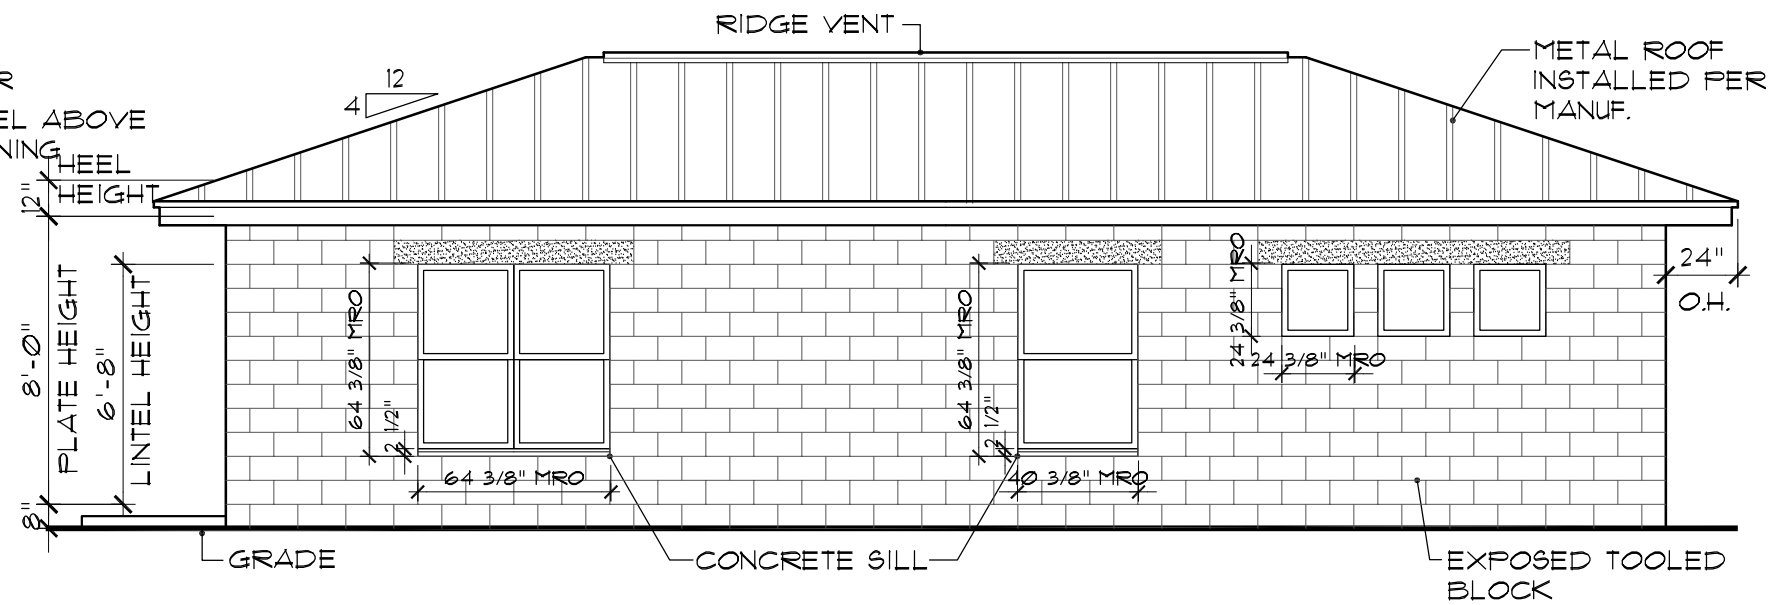 RIDGE VENT
METAL ROOF
INSTALLED PER
MANUF.
12
4
R
EL ABOVE
NING
HEEL
HEIGHT
12"
8'-0"
PLATE HEIGHT
6'-8"
LINTEL HEIGHT
8"
64 3/8" MRO
2 1/2"
64 3/8" MRO
64 3/8" MRO
2 1/2"
40 3/8" MRO
24 3/8" MRO
24 3/8" MRO
24"
O.H.
GRADE
CONCRETE SILL
EXPOSED TOOLED
BLOCK